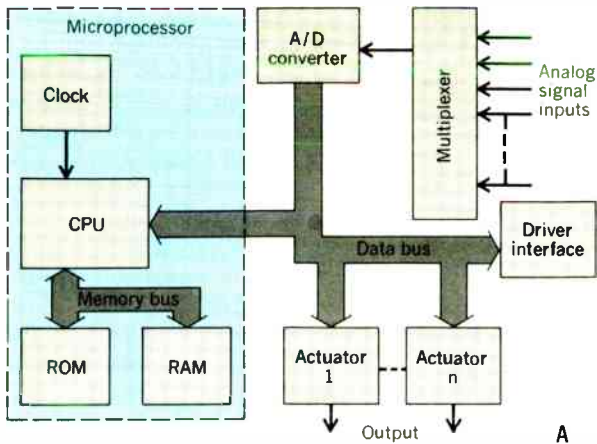 Microprocessor
Clock
CPU
Memory bus
ROM
RAM
A/D
converter
Multiplexer
Analog
signal
inputs
Data bus
Driver
interface
Actuator
1
Actuator
n
Output
A